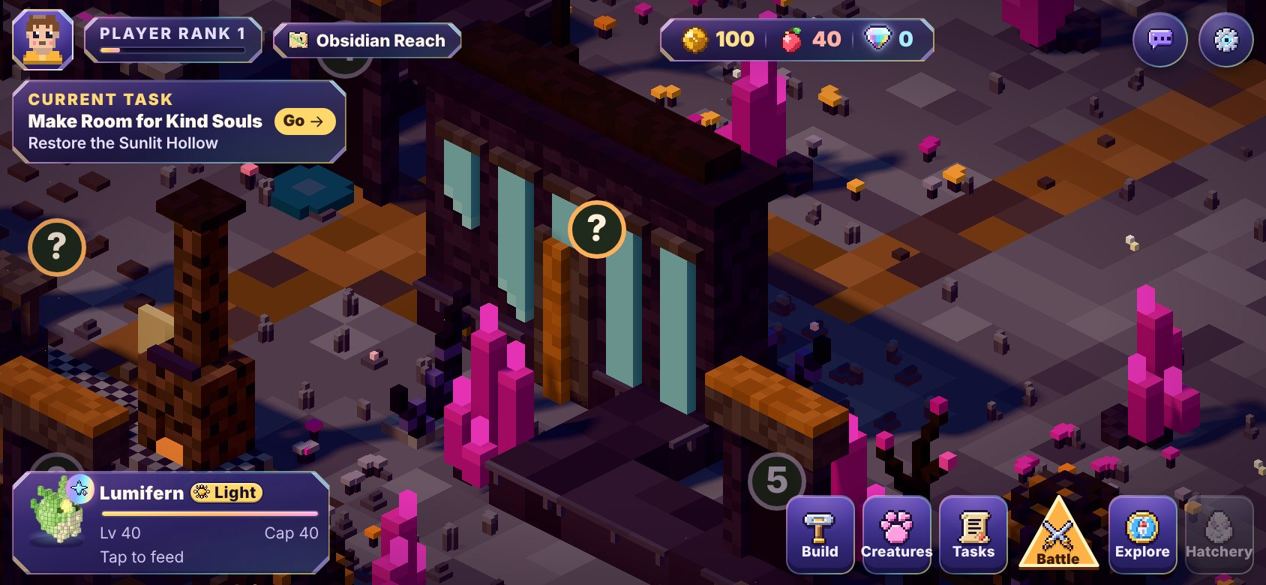 PLAYER RANK 1
Obsidian Reach
100
40
0
CURRENT TASK
Make Room for Kind Souls
Go →
Restore the Sunlit Hollow
?
?
5
Lumifern
Light
Lv 40
Cap 40
Tap to feed
Build
Creatures
Tasks
Battle
Explore
Hatchery